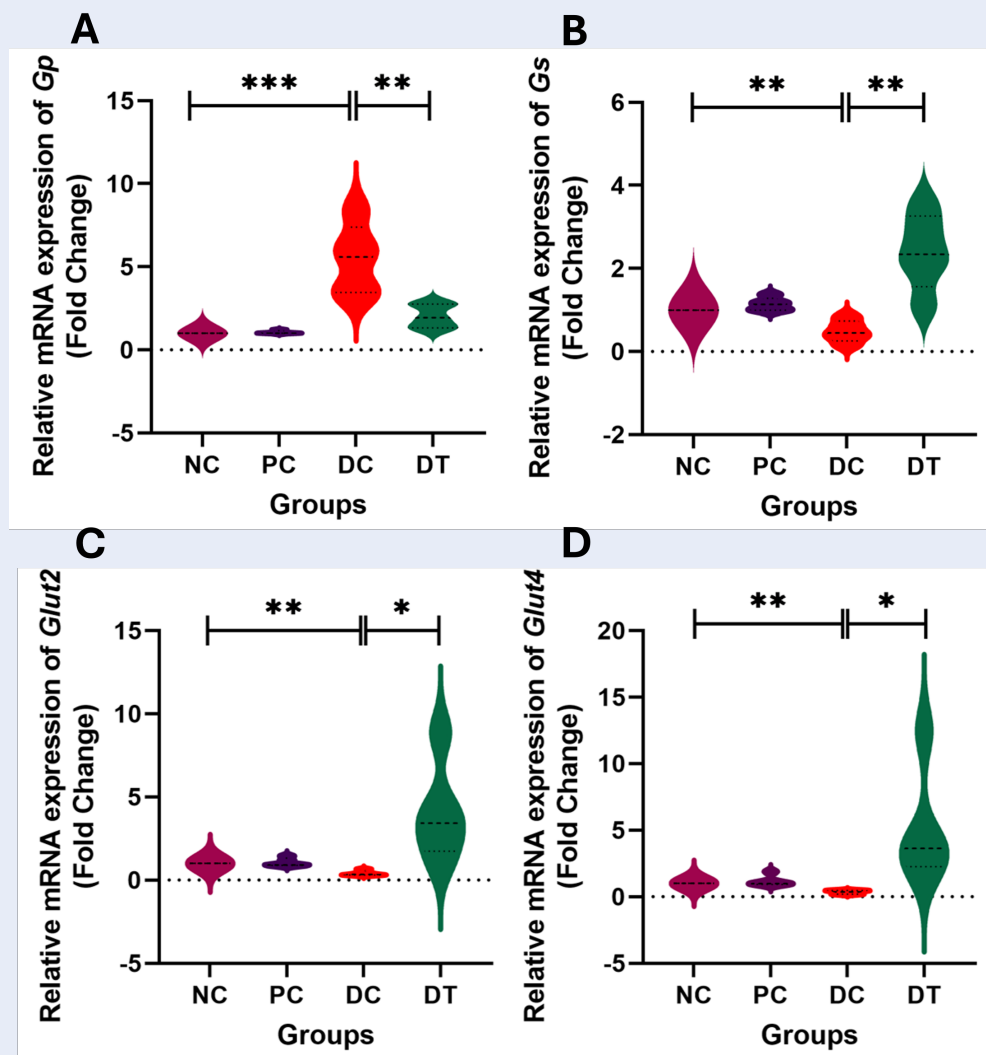 A
Relative mRNA expression of Gp
(Fold Change)
15
10
5
0
-5
***
**
NC PC DC DT
Groups
B
Relative mRNA expression of Gs
(Fold Change)
6
4
2
0
-2
**
**
NC PC DC DT
Groups
C
Relative mRNA expression of Glut2
(Fold Change)
15
10
5
0
-5
**
*
NC PC DC DT
Groups
D
Relative mRNA expression of Glut4
(Fold Change)
20
15
10
5
0
-5
**
*
NC PC DC DT
Groups